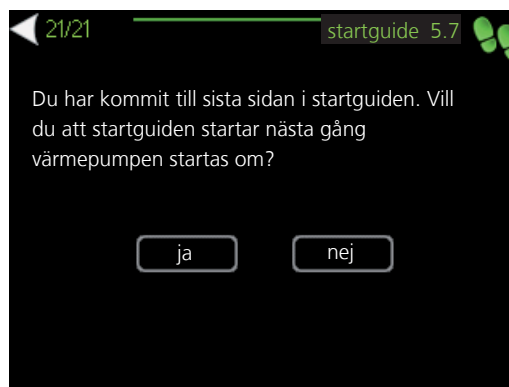 21/21 startguide 5.7
Du har kommit till sista sidan i startguiden. Vill
du att startguiden startar nästa gång
värmepumpen startas om?
ja nej